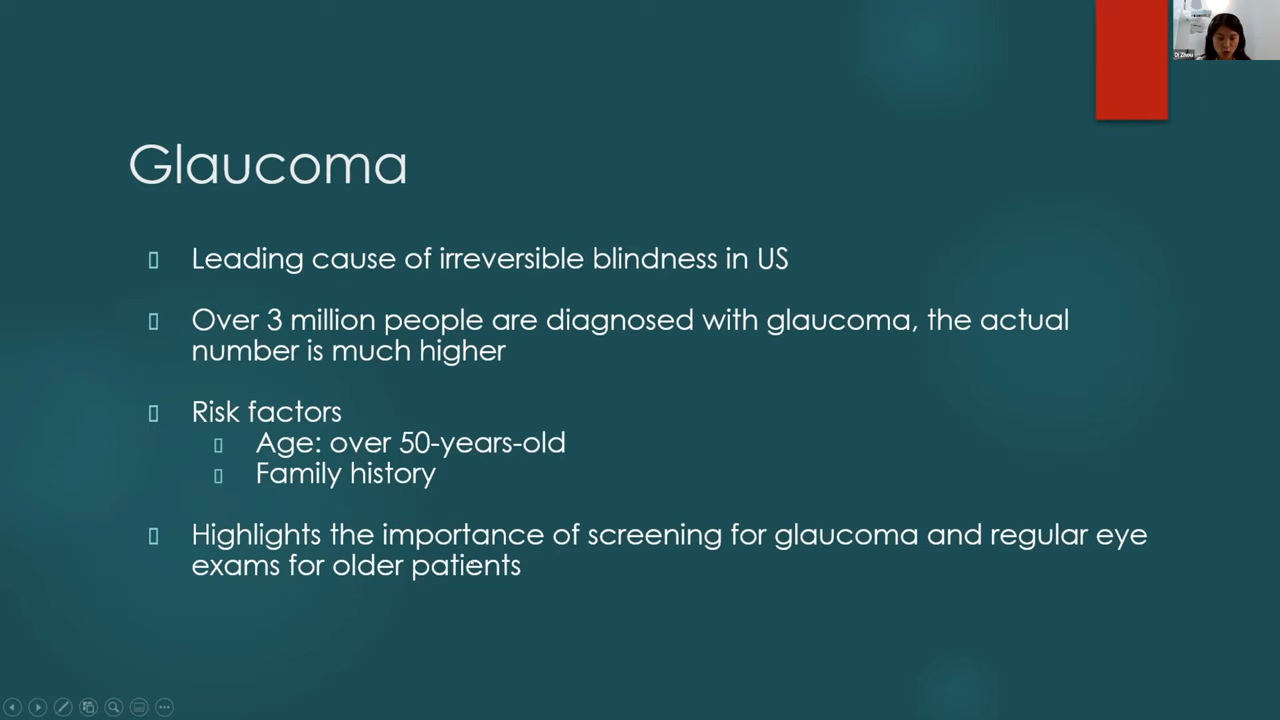 Di Zhou
Glaucoma
Leading cause of irreversible blindness in US
Over 3 million people are diagnosed with glaucoma, the actual
number is much higher
Risk factors
Age: over 50-years-old
Family history
Highlights the importance of screening for glaucoma and regular eye
exams for older patients